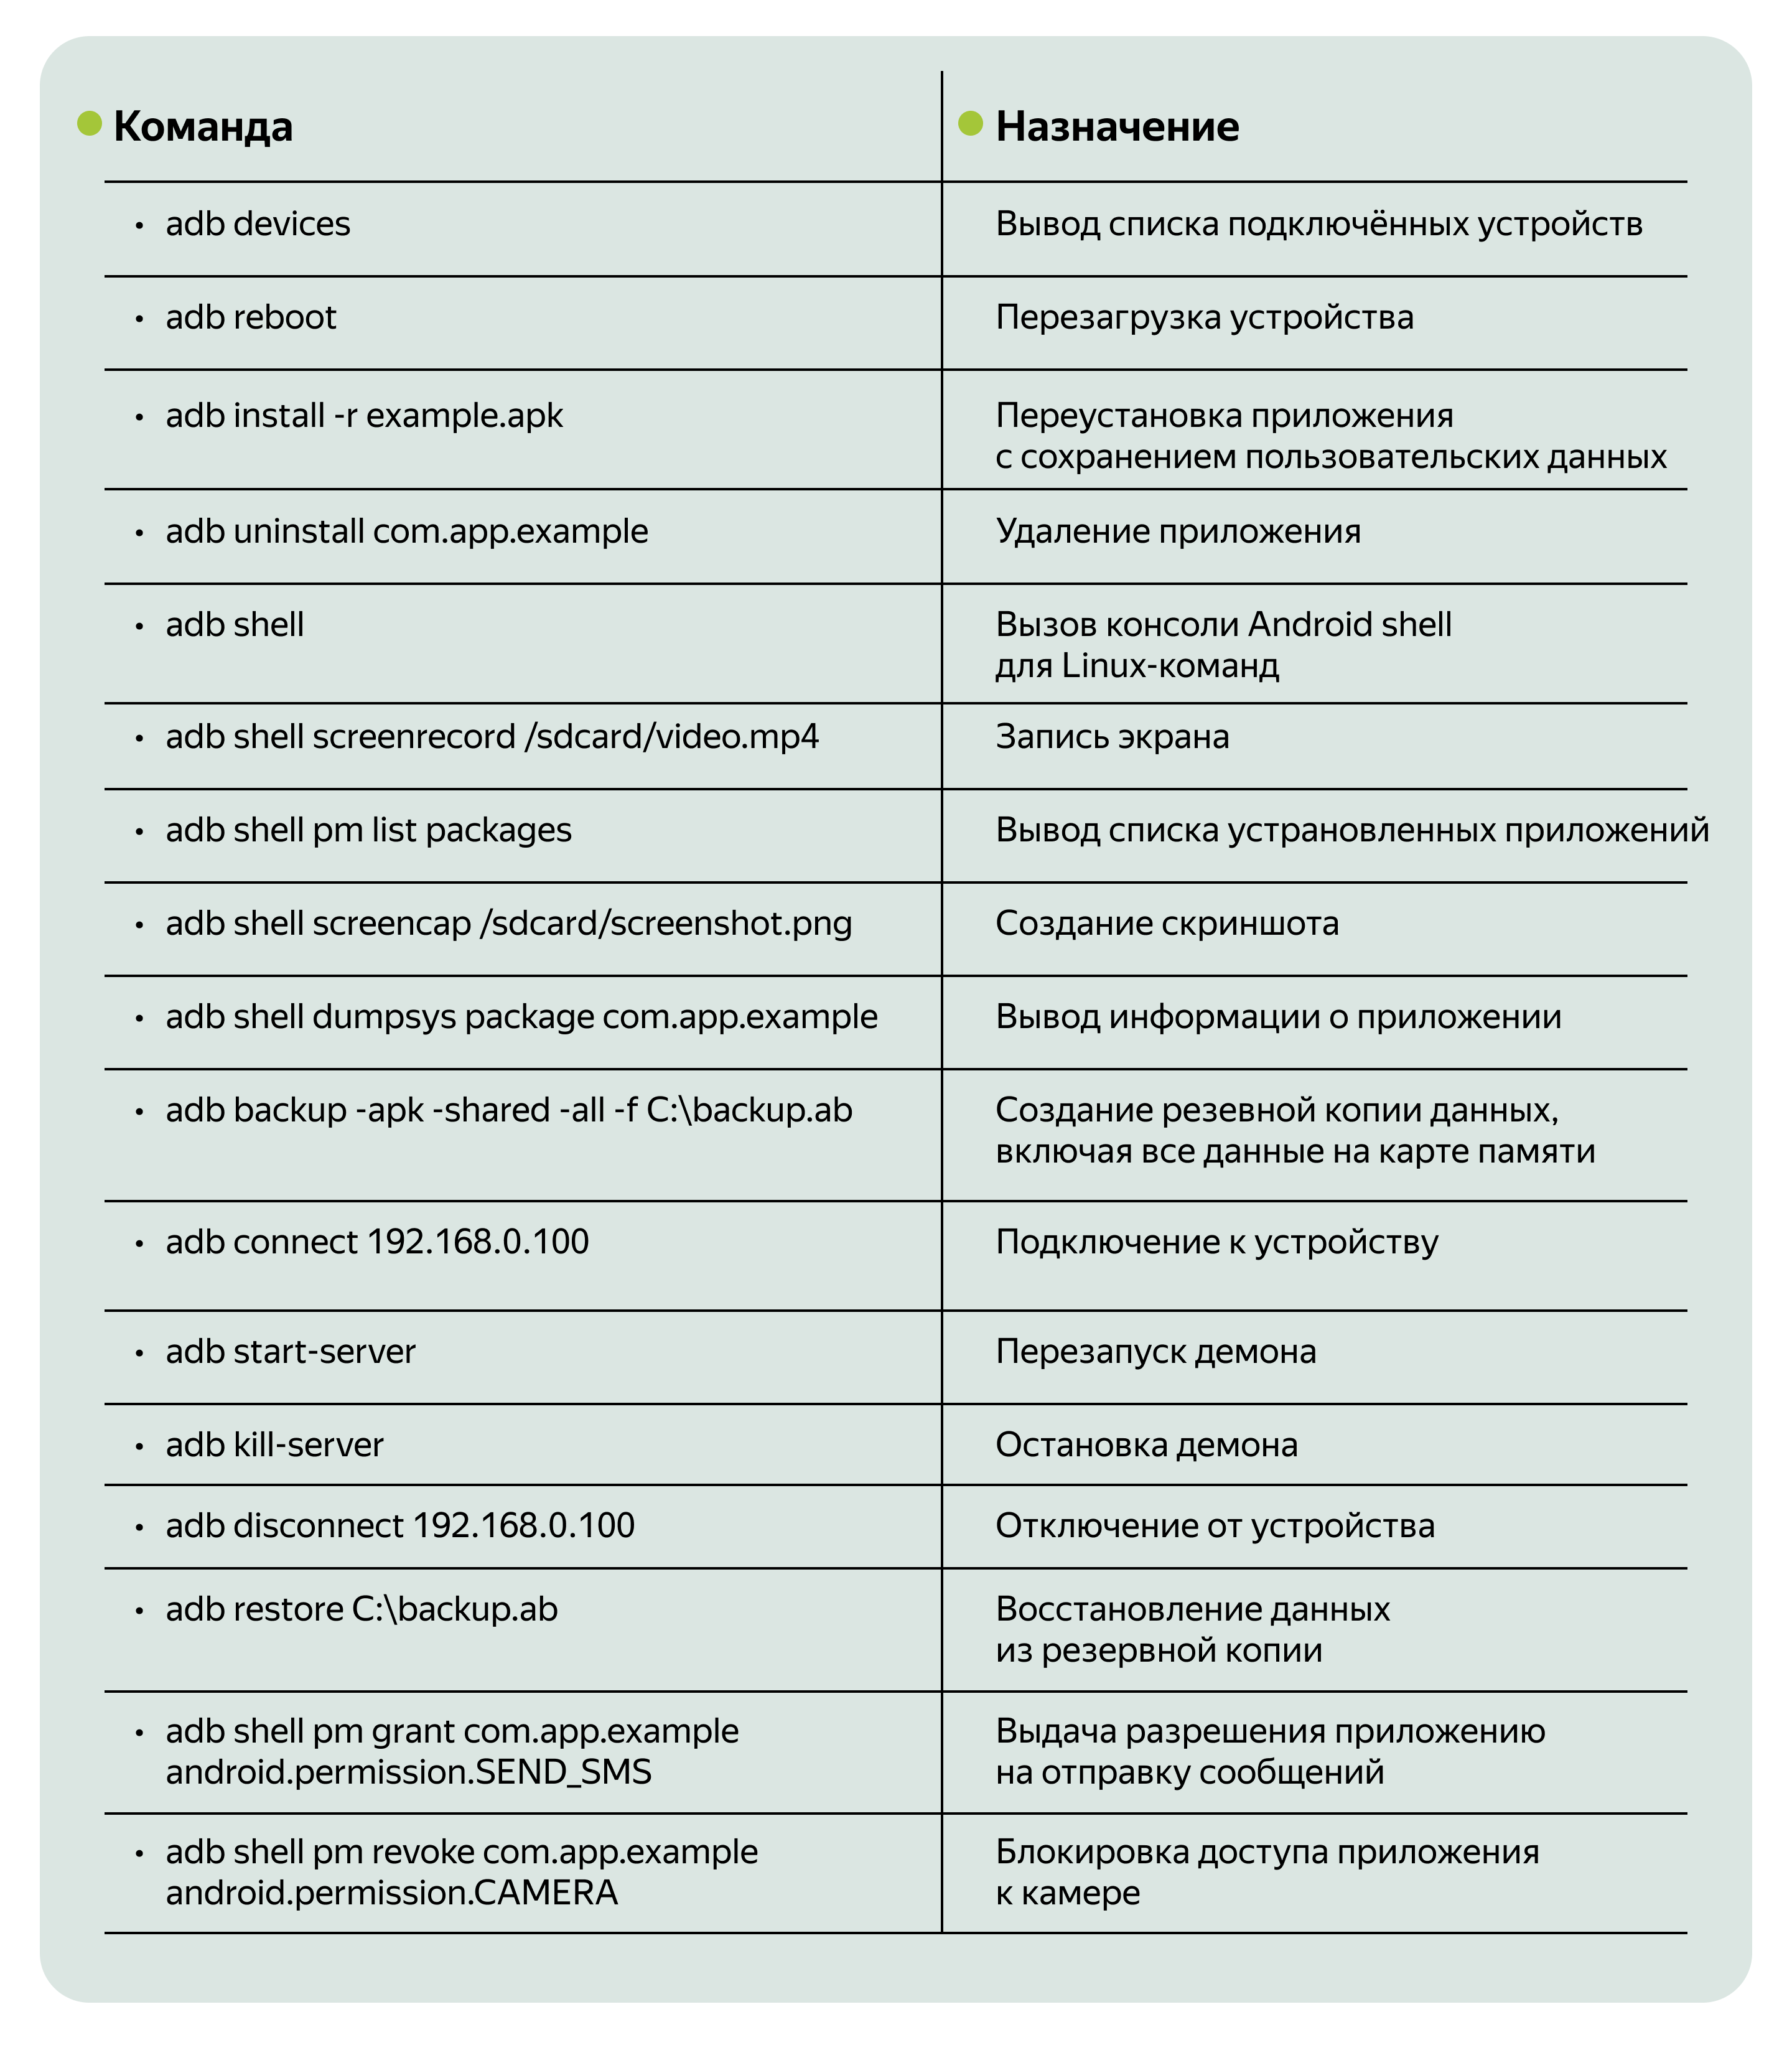 Команда
Назначение
• adb devices
Вывод списка подключённых устройств
• adb reboot
Перезагрузка устройства
• adb install -r example.apk
Переустановка приложения
с сохранением пользовательских данных
• adb uninstall com.app.example
Удаление приложения
• adb shell
Вызов консоли Android shell
для Linux-команд
• adb shell screenrecord /sdcard/video.mp4
Запись экрана
• adb shell pm list packages
Вывод списка устрановленных приложений
• adb shell screencap /sdcard/screenshot.png
Создание скриншота
• adb shell dumpsys package com.app.example
Вывод информации о приложении
• adb backup -apk -shared -all -f C:\backup.ab
Создание резевной копии данных,
включая все данные на карте памяти
• adb connect 192.168.0.100
Подключение к устройству
• adb start-server
Перезапуск демона
• adb kill-server
Остановка демона
• adb disconnect 192.168.0.100
Отключение от устройства
• adb restore C:\backup.ab
Восстановление данных
из резервной копии
• adb shell pm grant com.app.example
android.permission.SEND_SMS
Выдача разрешения приложению
на отправку сообщений
• adb shell pm revoke com.app.example
android.permission.CAMERA
Блокировка доступа приложения
к камере